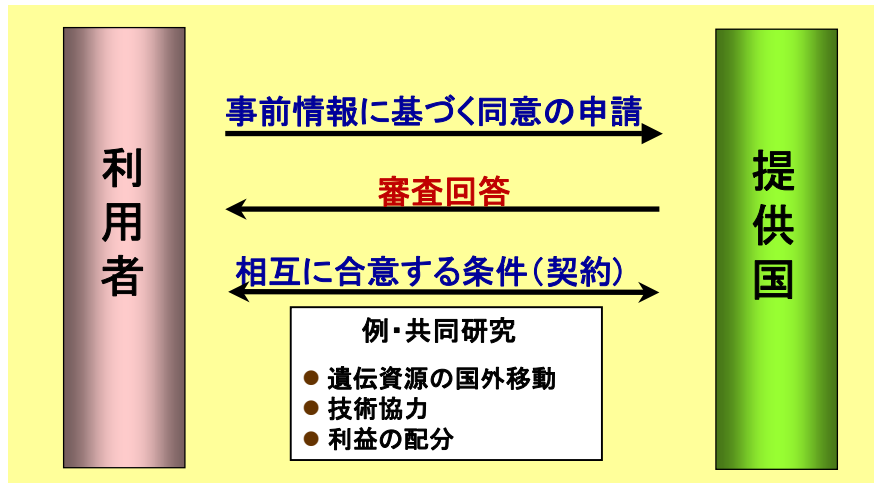 利用者
事前情報に基づく同意の申請
審査回答
相互に合意する条件（契約）
例・共同研究
● 遺伝資源の国外移動
● 技術協力
● 利益の配分
提供国